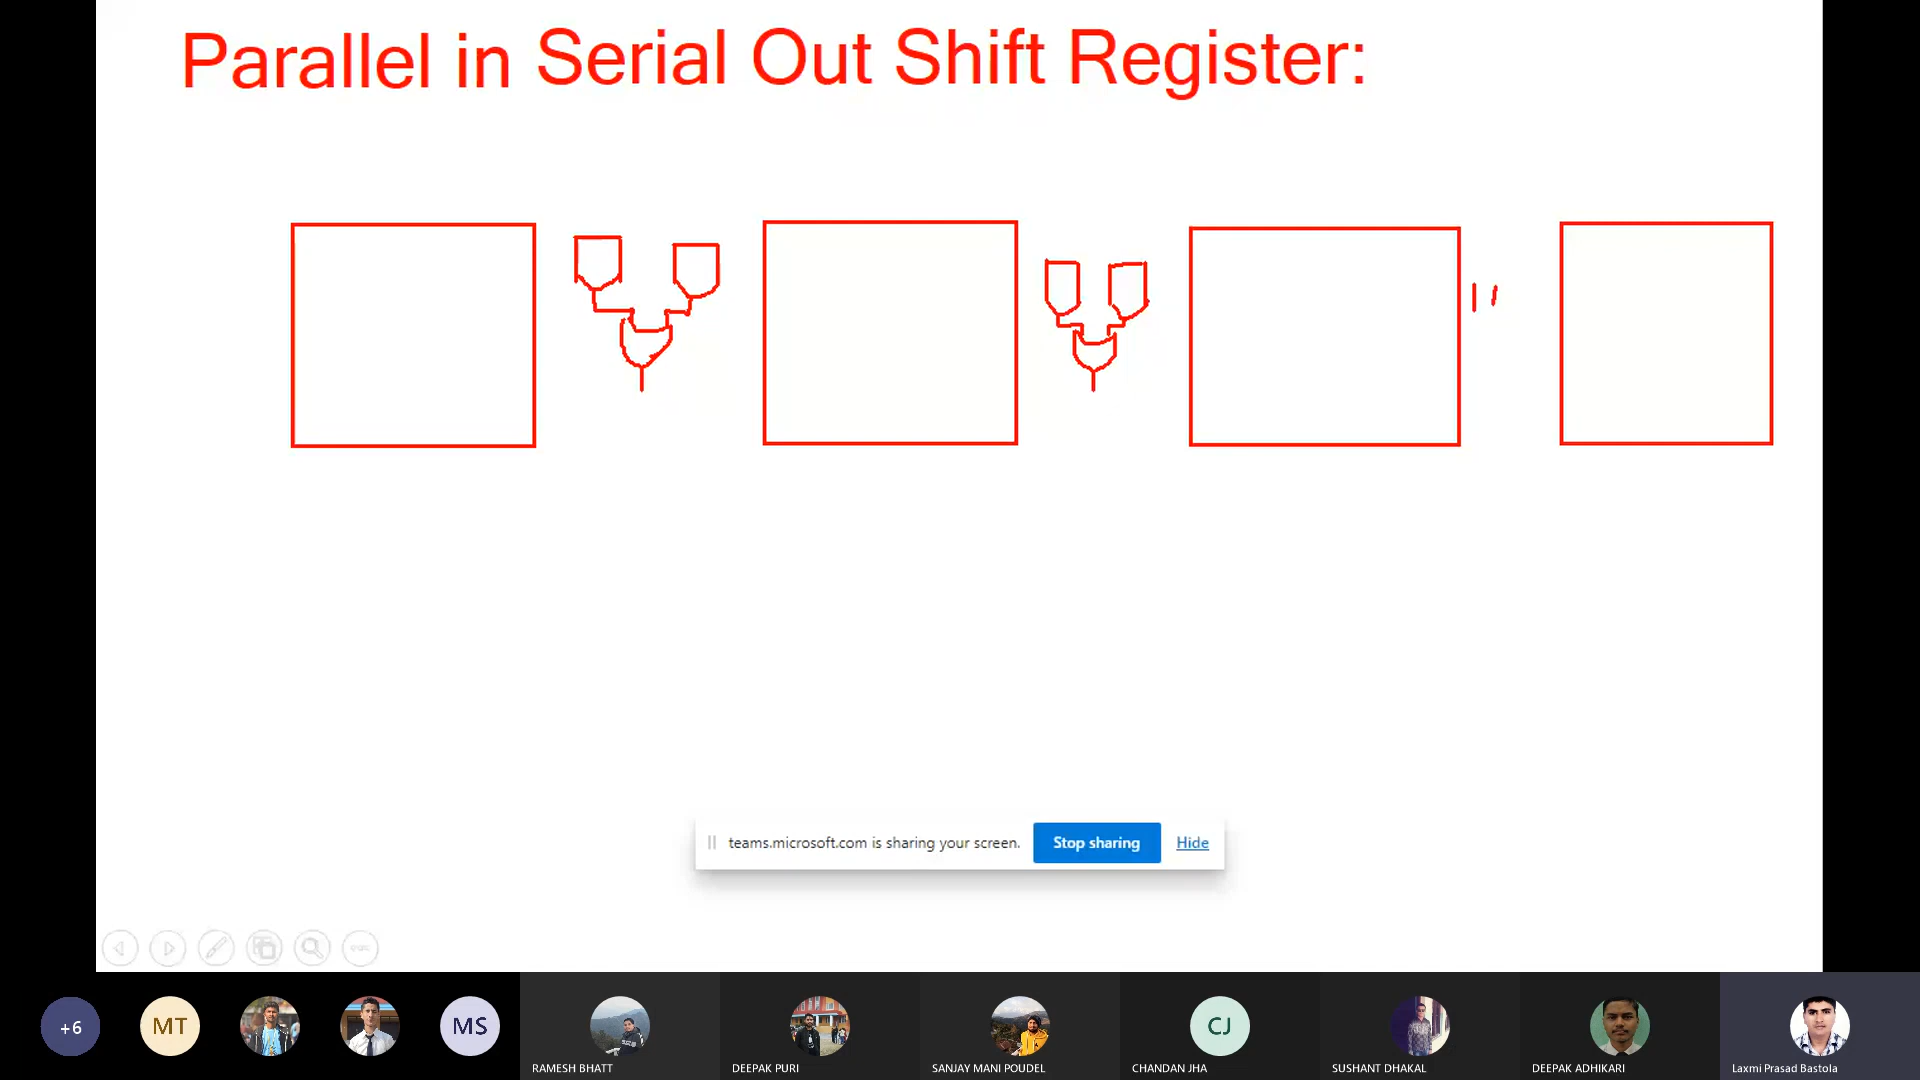 Parallel in Serial Out Shift Register:
teams.microsoft.com is sharing your screen. Stop sharing Hide
+6 MT MS CJ
RAMESH BHATT DEEPAK PURI SANJAY MANI POUDEL CHANDAN JHA SUSHANT DHAKAL DEEPAK ADHIKARI Laxmi Prasad Bastola